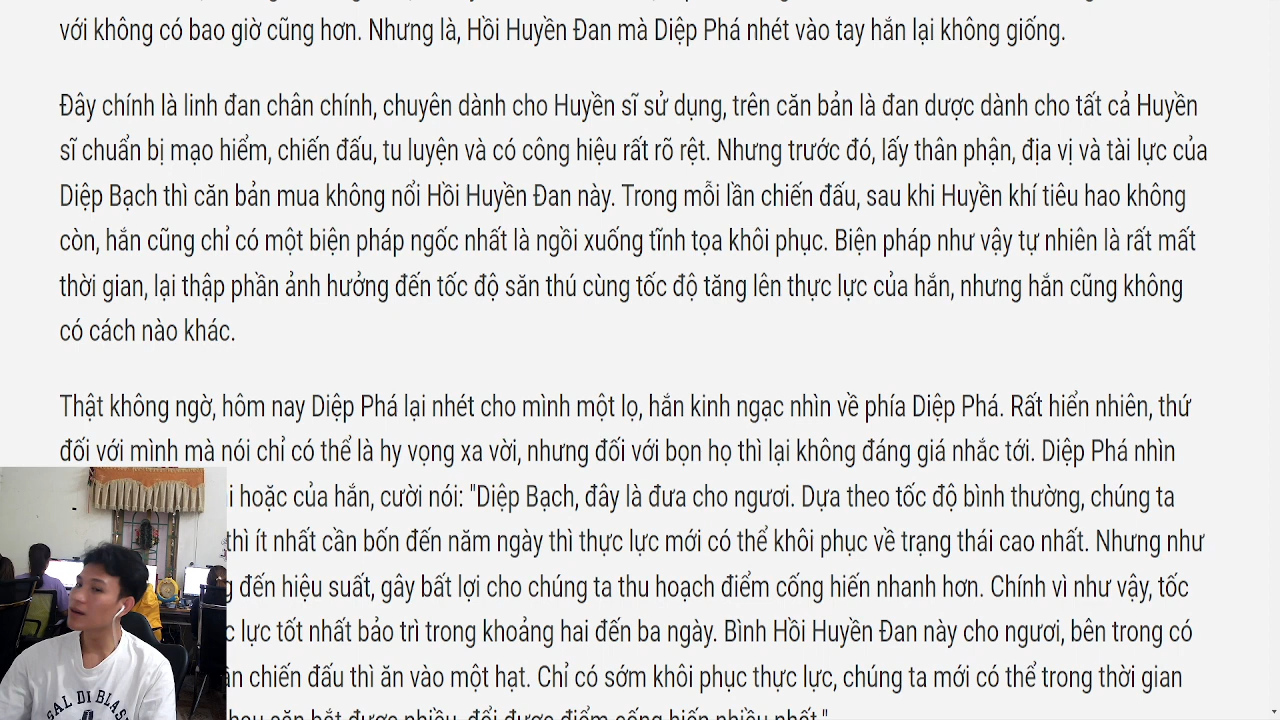 với không có bao giờ cũng hơn. Nhưng là, Hồi Huyền Đan mà Diệp Phá nhét vào tay hắn lại không giống.
Đây chính là linh đan chân chính, chuyên dành cho Huyền sĩ sử dụng, trên căn bản là đan dược dành cho tất cả Huyền
sĩ chuẩn bị mạo hiểm, chiến đấu, tu luyện và có công hiệu rất rõ rệt. Nhưng trước đó, lấy thân phận, địa vị và tài lực của
Diệp Bạch thì căn bản mua không nổi Hồi Huyền Đan này. Trong mỗi lần chiến đấu, sau khi Huyền khí tiêu hao không
còn, hắn cũng chỉ có một biện pháp ngốc nhất là ngồi xuống tĩnh tọa khôi phục. Biện pháp như vậy tự nhiên là rất mất
thời gian, lại thập phần ảnh hưởng đến tốc độ săn thú cùng tốc độ tăng lên thực lực của hắn, nhưng hắn cũng không
có cách nào khác.
Thật không ngờ, hôm nay Diệp Phá lại nhét cho mình một lọ, hắn kinh ngạc nhìn về phía Diệp Phá. Rất hiển nhiên, thứ
đối với mình mà nói chỉ có thể là hy vọng xa vời, nhưng đối với bọn họ thì lại không đáng giá nhắc tới. Diệp Phá nhìn
hoặc của hắn, cười nói: "Diệp Bạch, đây là đưa cho ngươi. Dựa theo tốc độ bình thường, chúng ta
thì ít nhất cần bốn đến năm ngày thì thực lực mới có thể khôi phục về trạng thái cao nhất. Nhưng như
đến hiệu suất, gây bất lợi cho chúng ta thu hoạch điểm cống hiến nhanh hơn. Chính vì như vậy, tốc
lực tốt nhất bảo trì trong khoảng hai đến ba ngày. Bình Hồi Huyền Đan này cho ngươi, bên trong có
chiến đấu thì ăn vào một hạt. Chỉ có sớm khôi phục thực lực, chúng ta mới có thể trong thời gian
săn bắt được nhiều, đổi được điểm cống hiến nhiều nhất."